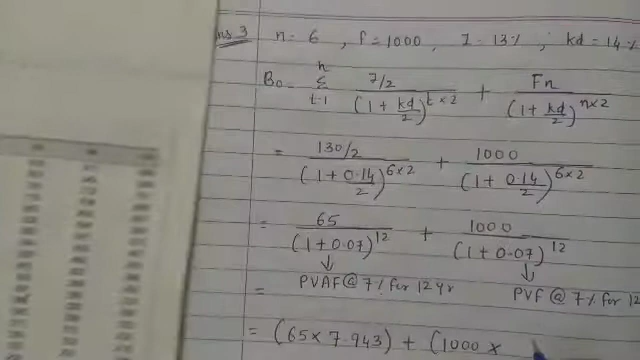 Ans 3 n = 6 , f = 1000 , I = 13% , kd = 14%
B₀ = n Σ t=1 I/2 / (1 + kd/2)^(t×2) + Fn / (1 + kd/2)^(n×2)
= 130/2 / (1 + 0.14/2)^(6×2) + 1000 / (1 + 0.14/2)^(6×2)
= 65 / (1 + 0.07)^12 + 1000 / (1 + 0.07)^12
↓ ↓
= PVAF @ 7% for 12 yr PVF @ 7% for 12
= (65 × 7.943) + (1000 ×